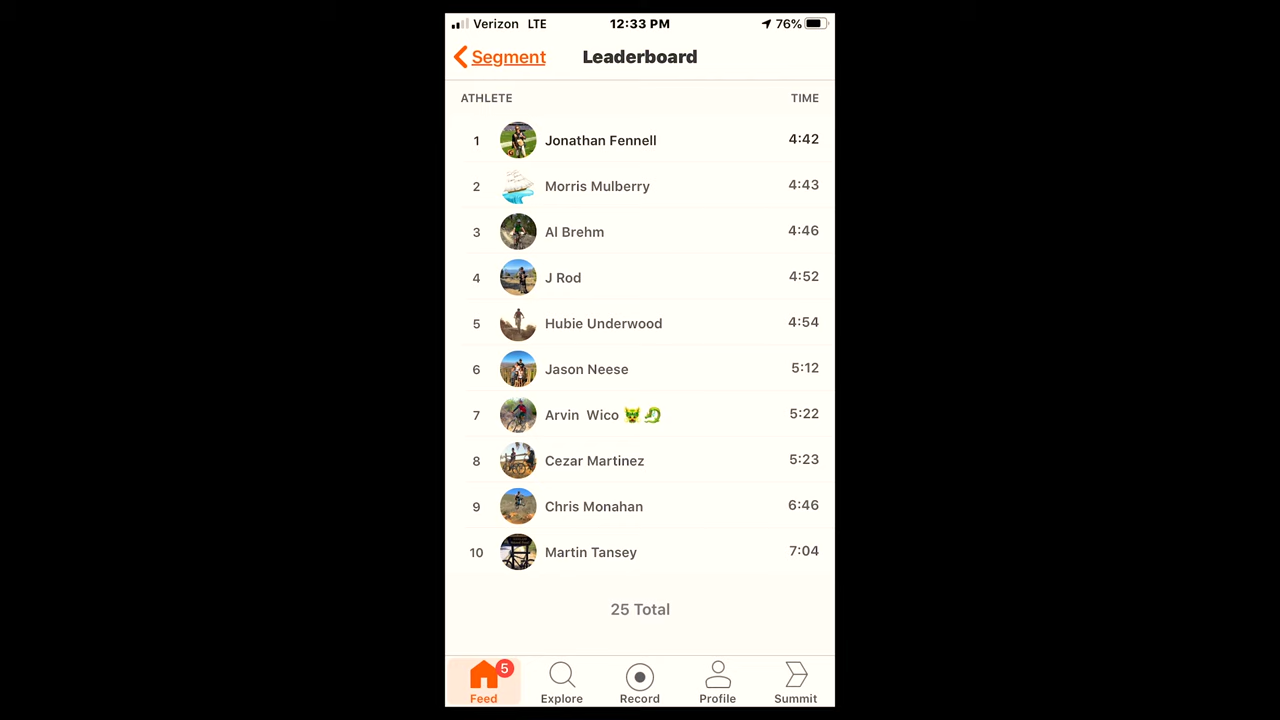 Verizon LTE 12:33 PM 76%
Segment Leaderboard
ATHLETE TIME
1 Jonathan Fennell 4:42
2 Morris Mulberry 4:43
3 Al Brehm 4:46
4 J Rod 4:52
5 Hubie Underwood 4:54
6 Jason Neese 5:12
7 Arvin Wico 🐯🐉 5:22
8 Cezar Martinez 5:23
9 Chris Monahan 6:46
10 Martin Tansey 7:04
25 Total
5
Feed Explore Record Profile Summit